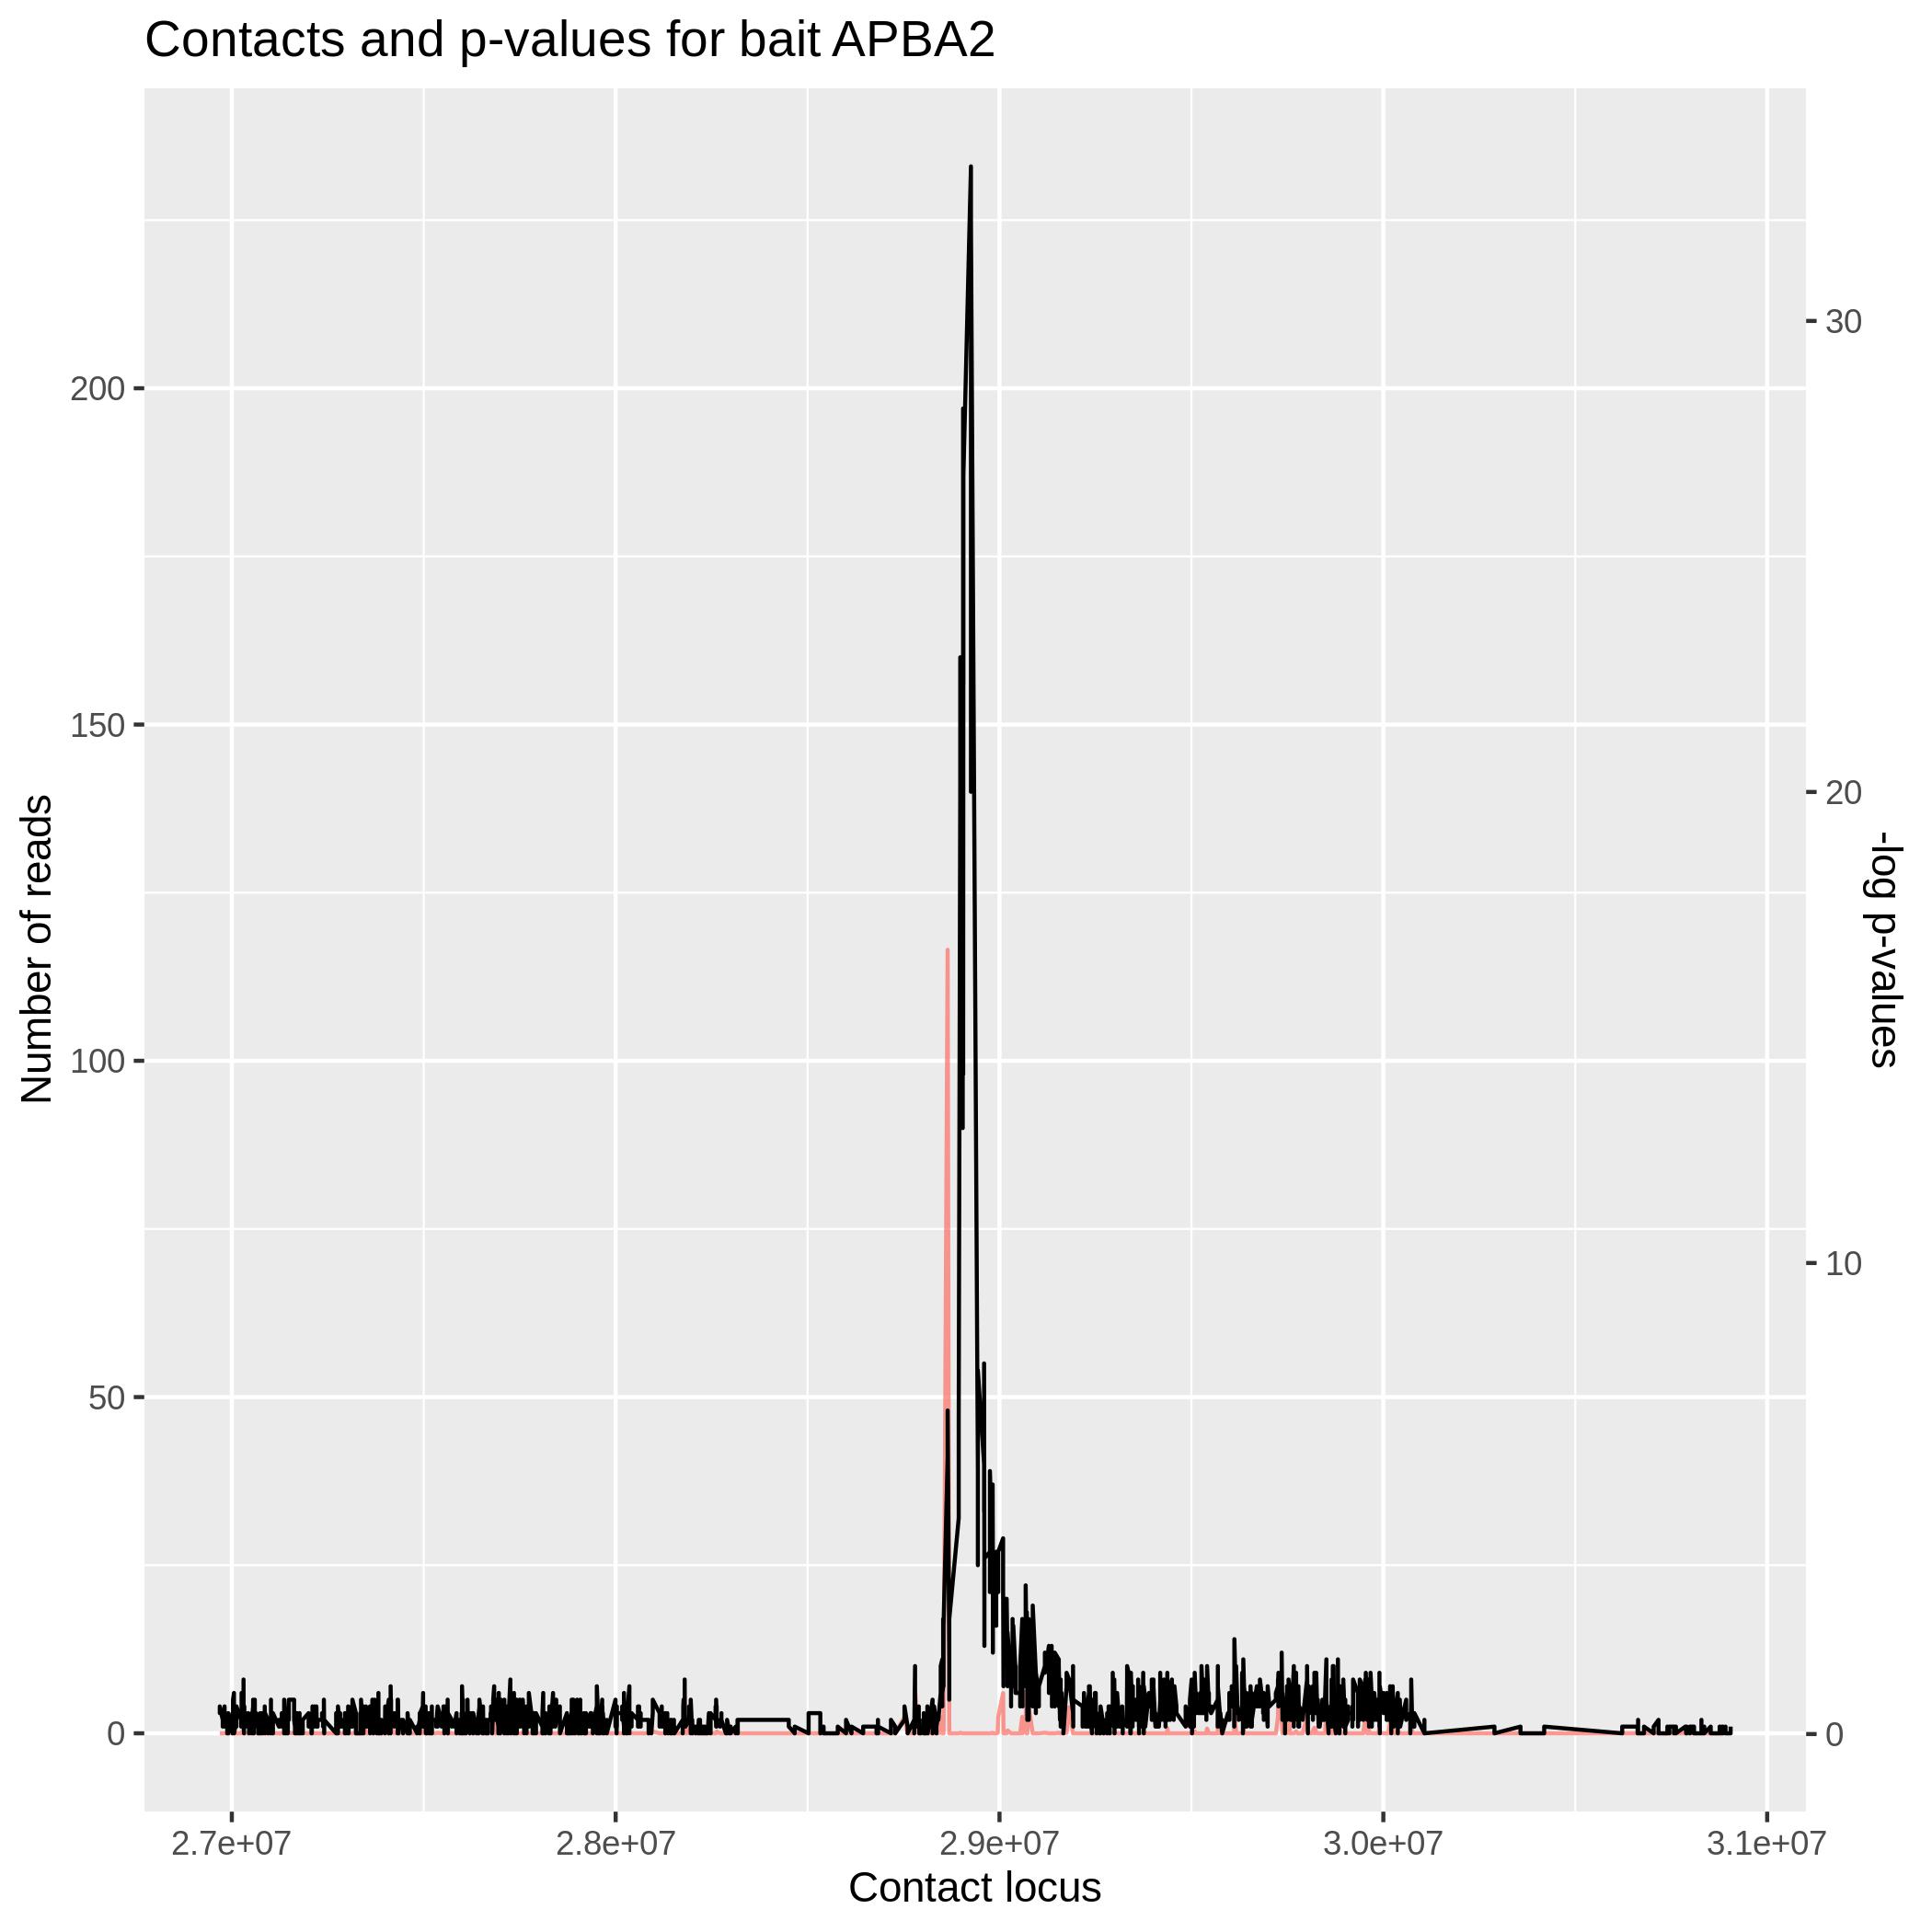 Contacts and p-values for bait APBA2
Number of reads
200
150
100
50
0
30
20
10
0
-log p-values
2.7e+07 2.8e+07 2.9e+07 3.0e+07 3.1e+07
Contact locus